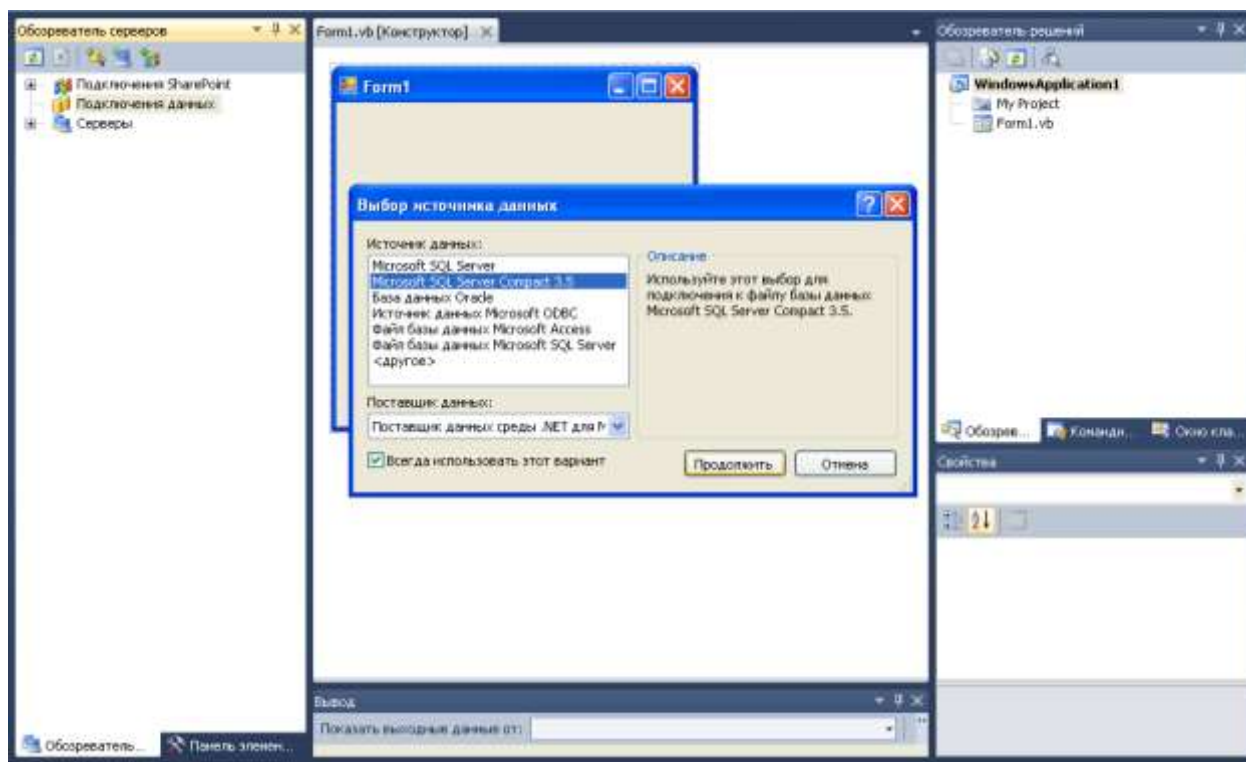 Обозреватель серверов
Подключения SharePoint
Подключения данных
Серверы
Обозреватель...
Панель элемен...
Form1.vb [Конструктор]
Form1
Выбор источника данных
Источник данных:
Microsoft SQL Server
Microsoft SQL Server Compact 3.5
База данных Oracle
Источник данных Microsoft ODBC
Файл базы данных Microsoft Access
Файл базы данных Microsoft SQL Server
<другое>
Поставщик данных:
Поставщик данных среды .NET для M
Всегда использовать этот вариант
Описание
Используйте этот выбор для
подключения к файлу базы данных
Microsoft SQL Server Compact 3.5.
Продолжить
Отмена
Вывод
Показать выходные данные от:
Обозреватель решений
WindowsApplication1
My Project
Form1.vb
Обозрев...
Командн...
Окно кла...
Свойства